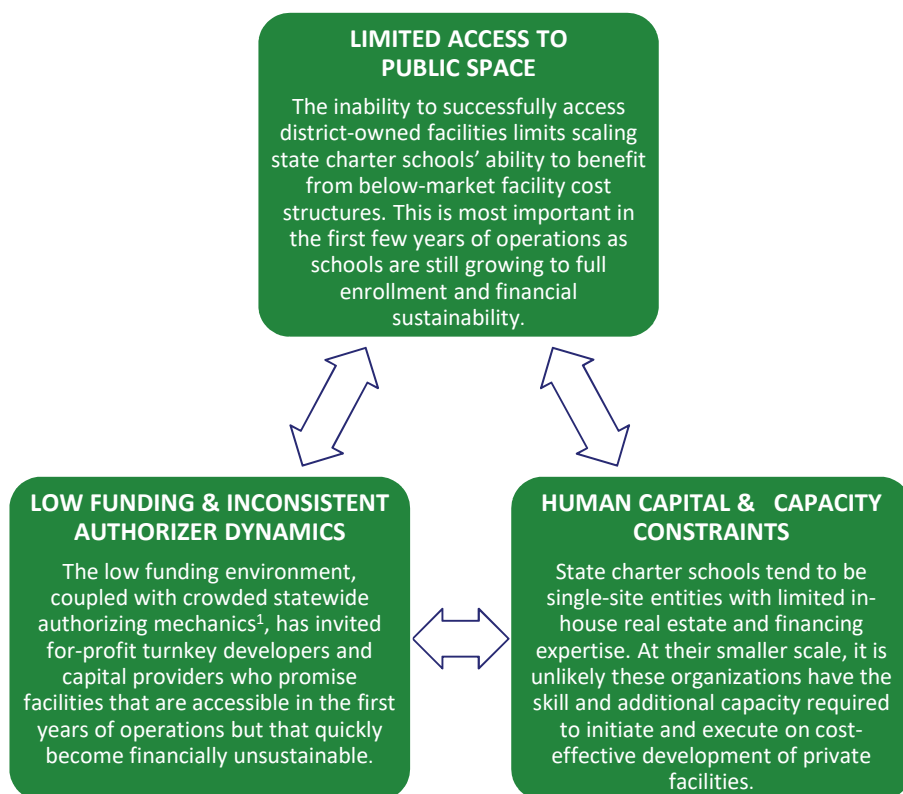 LIMITED ACCESS TO
PUBLIC SPACE
The inability to successfully access
district-owned facilities limits scaling
state charter schools’ ability to benefit
from below-market facility cost
structures. This is most important in
the first few years of operations as
schools are still growing to full
enrollment and financial
sustainability.
LOW FUNDING & INCONSISTENT
AUTHORIZER DYNAMICS
The low funding environment,
coupled with crowded statewide
authorizing mechanics¹, has invited
for-profit turnkey developers and
capital providers who promise
facilities that are accessible in the first
years of operations but that quickly
become financially unsustainable.
HUMAN CAPITAL & CAPACITY
CONSTRAINTS
State charter schools tend to be
single-site entities with limited in-
house real estate and financing
expertise. At their smaller scale, it is
unlikely these organizations have the
skill and additional capacity required
to initiate and execute on cost-
effective development of private
facilities.